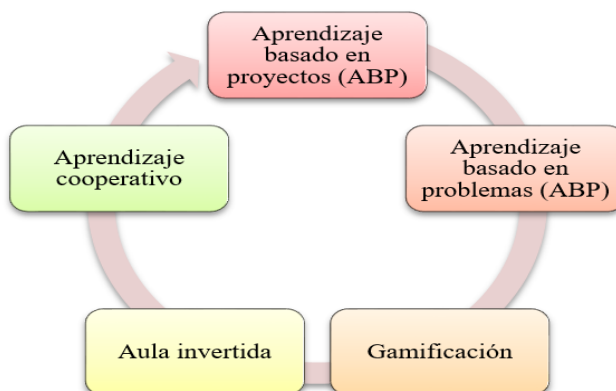 Aprendizaje
basado en
proyectos (ABP)
Aprendizaje
basado en
problemas (ABP)
Gamificación
Aula invertida
Aprendizaje
cooperativo